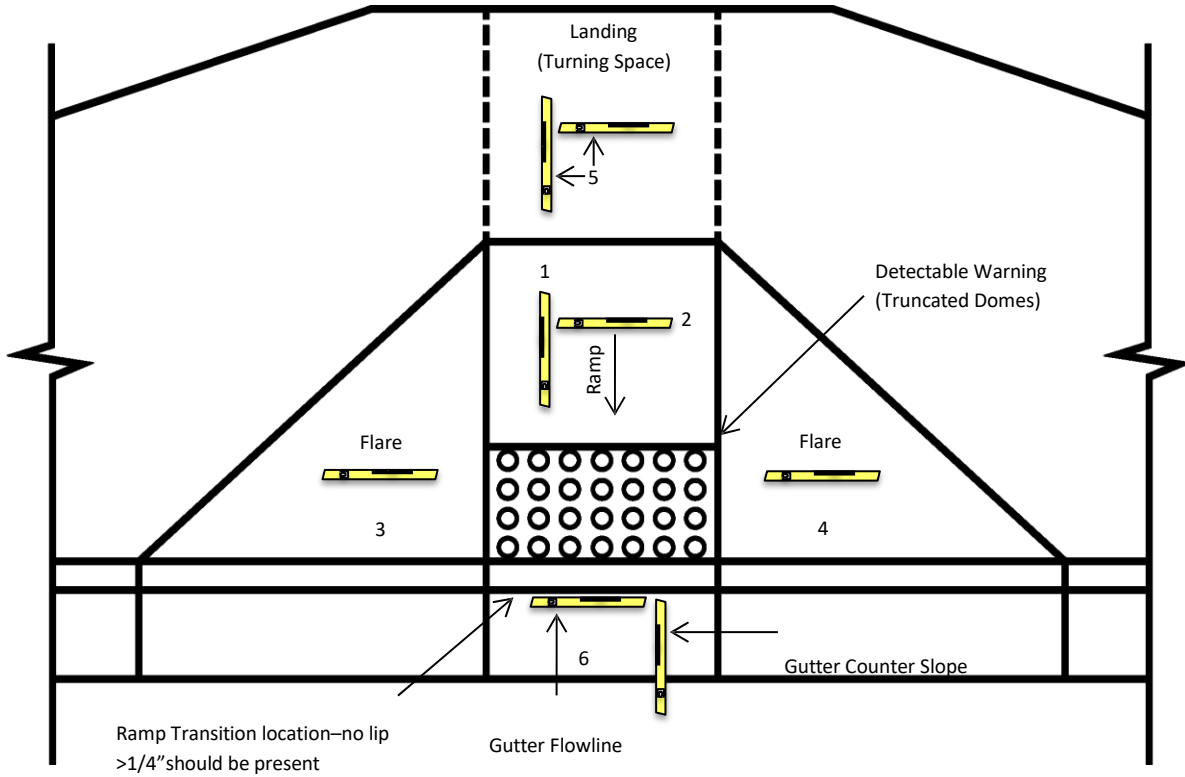 Landing
(Turning Space)
5
1
2
Ramp
Detectable Warning
(Truncated Domes)
Flare
3
Flare
4
6
Gutter Counter Slope
Ramp Transition location–no lip
>1/4”should be present
Gutter Flowline